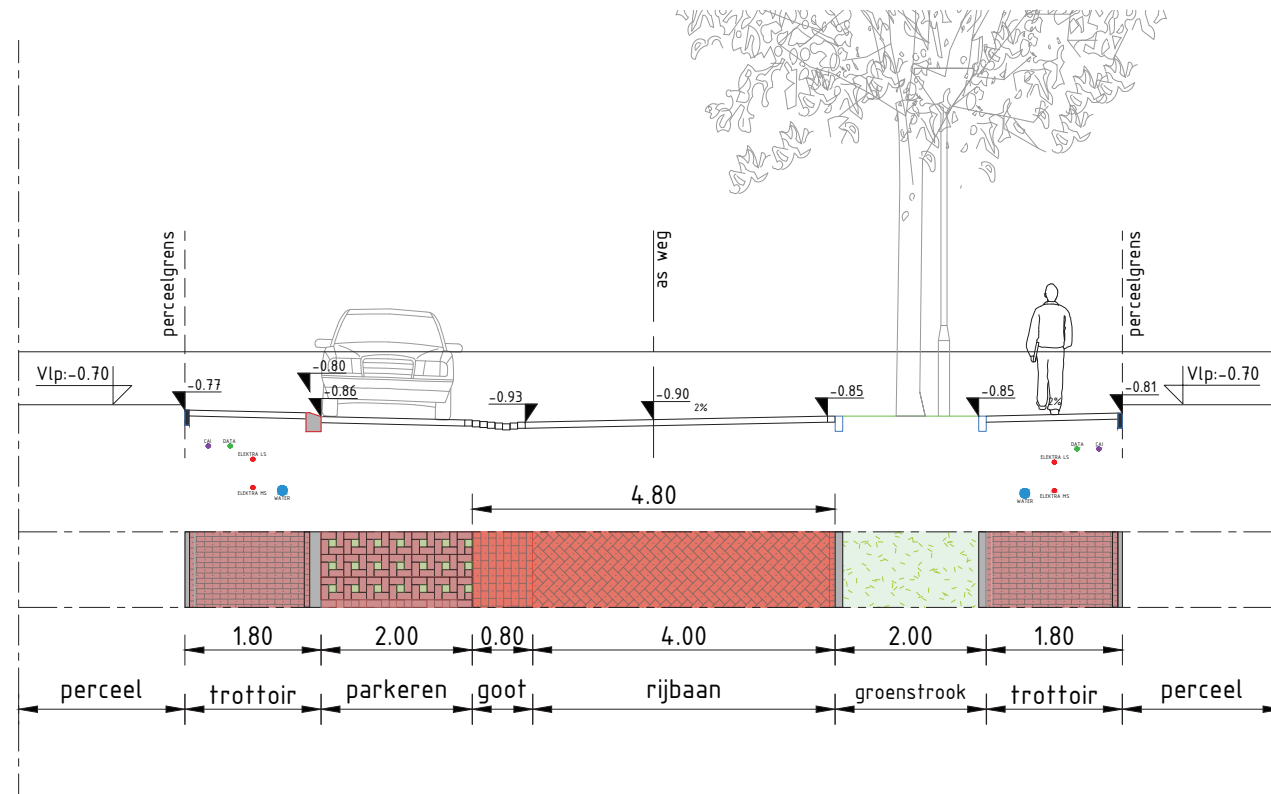 perceelgrens
as weg
perceelgrens
Vlp:-0.70
-0.77
-0.80
-0.86
-0.93
-0.90
2%
-0.85
-0.85
2%
-0.81
Vlp:-0.70
CAI
DATA
ELEKTRA LS
ELEKTRA MS
WATER
DATA
CAI
ELEKTRA LS
WATER
ELEKTRA MS
4.80
1.80
2.00
0.80
4.00
2.00
1.80
perceel
trottoir
parkeren
goot
rijbaan
groenstrook
trottoir
perceel